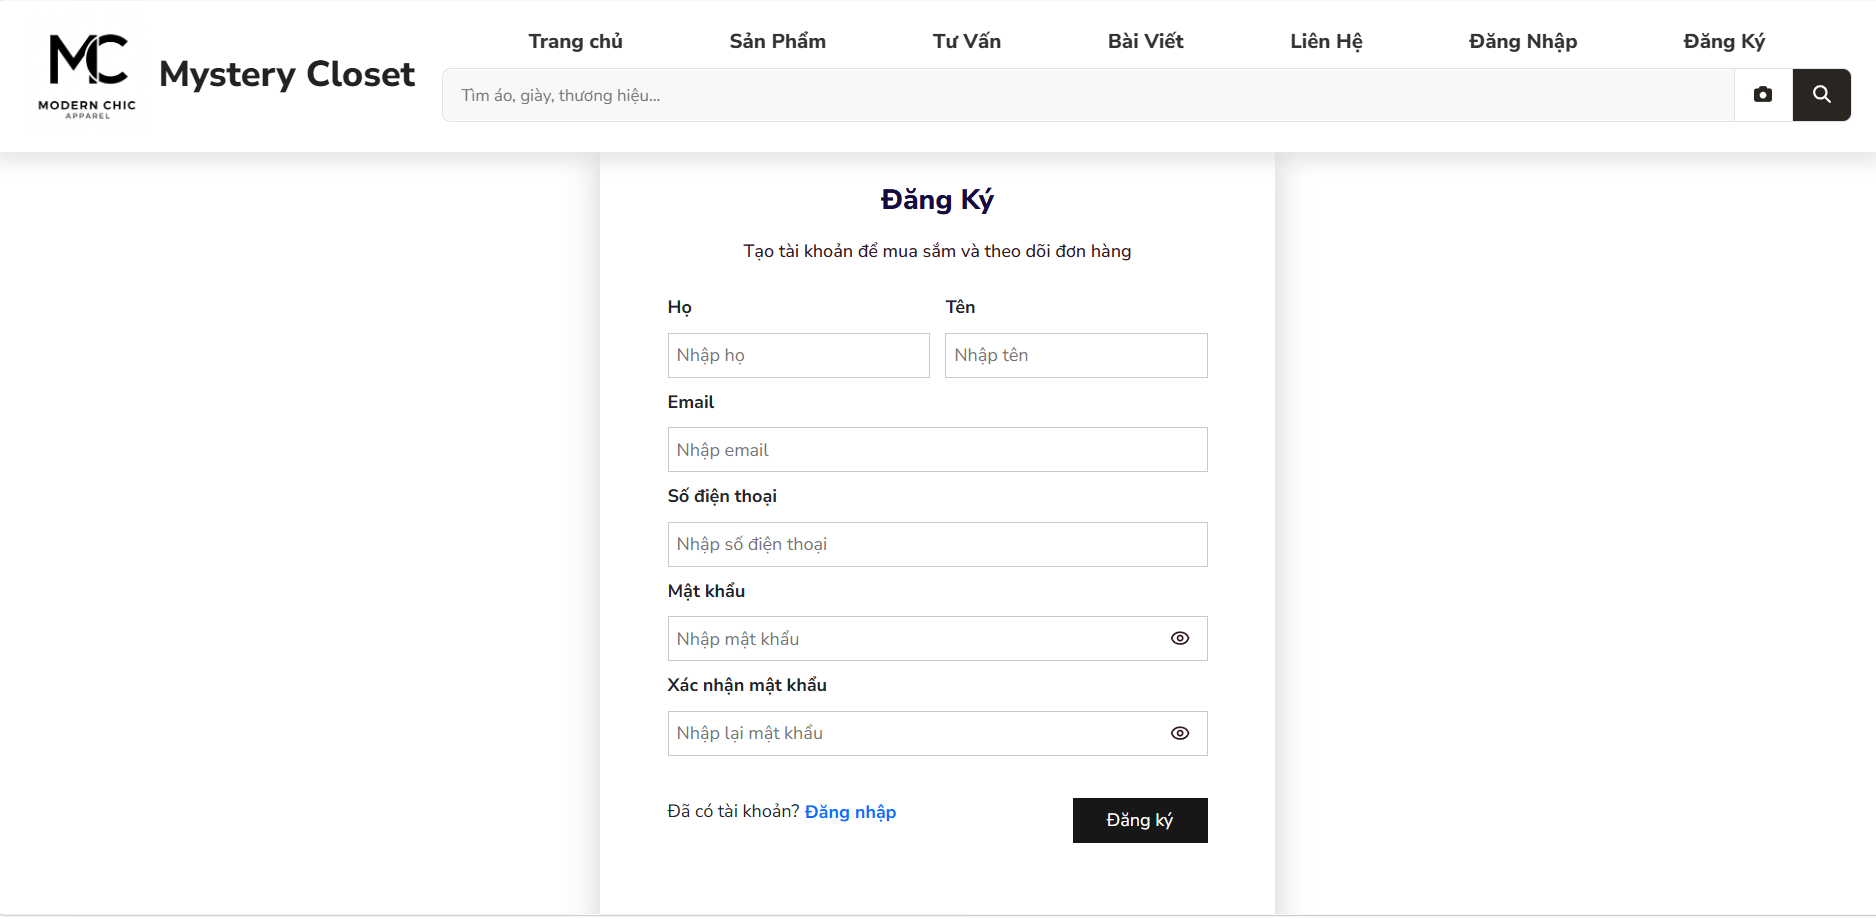 MC
MODERN CHIC
APPAREL
Mystery Closet
Trang chủ Sản Phẩm Tư Vấn Bài Viết Liên Hệ Đăng Nhập Đăng Ký
Tìm áo, giày, thương hiệu...
Đăng Ký
Tạo tài khoản để mua sắm và theo dõi đơn hàng
Họ Tên
Nhập họ Nhập tên
Email
Nhập email
Số điện thoại
Nhập số điện thoại
Mật khẩu
Nhập mật khẩu
Xác nhận mật khẩu
Nhập lại mật khẩu
Đã có tài khoản? Đăng nhập Đăng ký